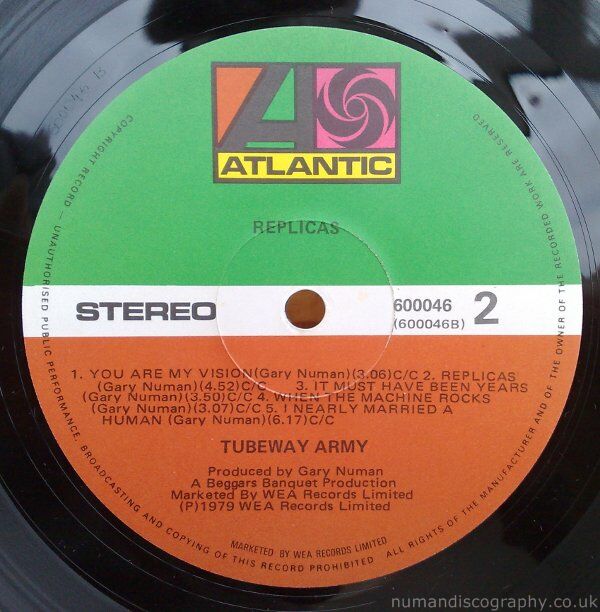 ATLANTIC
REPLICAS
STEREO
600046
(600046B)
2
1. YOU ARE MY VISION(Gary Numan)(3.06)C/C 2. REPLICAS
(Gary Numan)(4.52)C/C 3. IT MUST HAVE BEEN YEARS
(Gary Numan)(3.50)C/C 4. WHEN THE MACHINE ROCKS
(Gary Numan)(3.07)C/C 5. I NEARLY MARRIED A
HUMAN (Gary Numan)(6.17)C/C
TUBEWAY ARMY
Produced by Gary Numan
A Beggars Banquet Production
Marketed By WEA Records Limited
(P)1979 WEA Records Limited
MARKETED BY WEA RECORDS LIMITED
COPYRIGHT RECORD — UNAUTHORISED PUBLIC PERFORMANCE, BROADCASTING AND COPYING OF THIS RECORD PROHIBITED ALL RIGHTS OF THE MANUFACTURER AND OF THE OWNER OF THE RECORDED WORK ARE RESERVED
numandiscography.co.uk